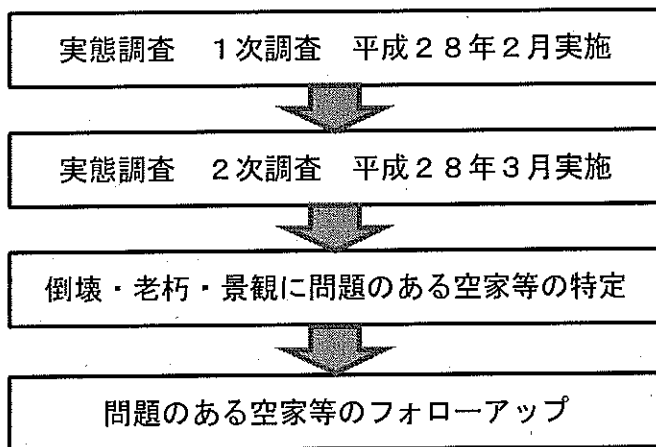 実態調査　１次調査　平成２８年２月実施
実態調査　２次調査　平成２８年３月実施
倒壊・老朽・景観に問題のある空家等の特定
問題のある空家等のフォローアップ